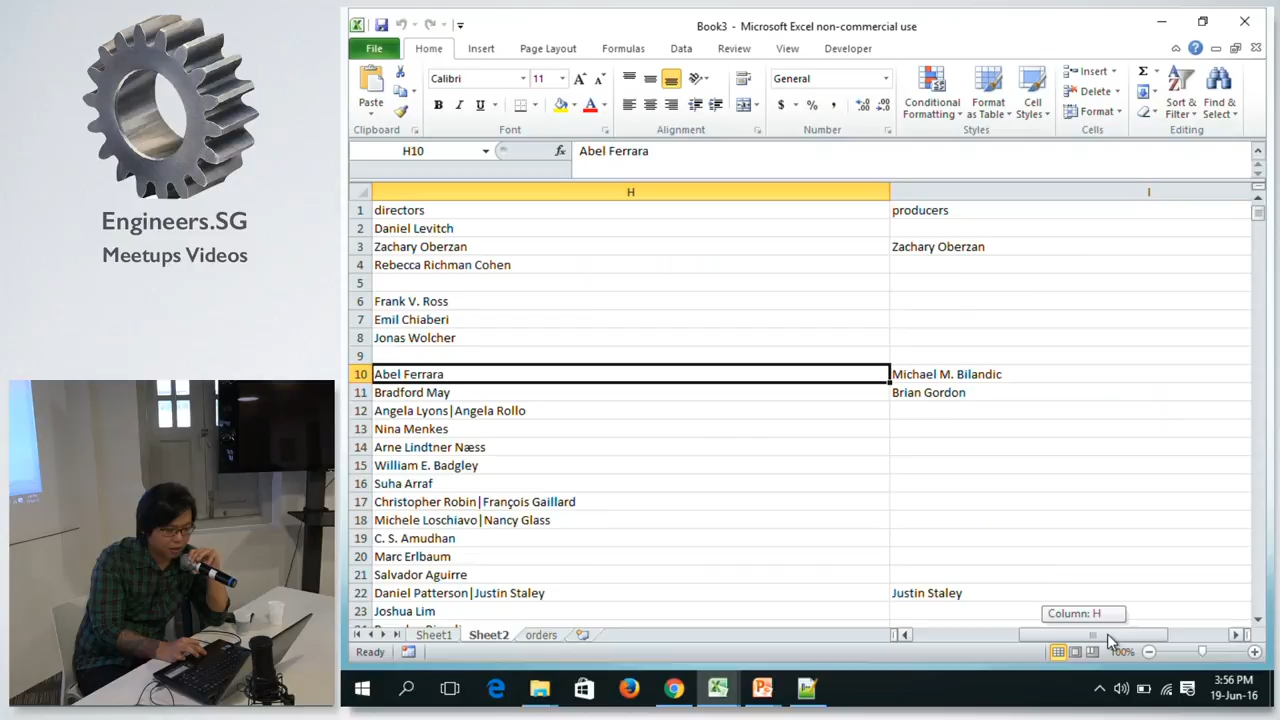 Engineers.SG
Meetups Videos
Book3 - Microsoft Excel non-commercial use
File Home Insert Page Layout Formulas Data Review View Developer
Paste
Clipboard
Calibri 11
B I U
Font
Alignment
General
$ % ,
Number
Conditional Formatting
Format as Table
Cell Styles
Styles
Insert
Delete
Format
Cells
Sort & Filter
Find & Select
Editing
H10 fx Abel Ferrara
H I
1 directors producers
2 Daniel Levitch
3 Zachary Oberzan Zachary Oberzan
4 Rebecca Richman Cohen
5
6 Frank V. Ross
7 Emil Chiaberi
8 Jonas Wolcher
9
10 Abel Ferrara Michael M. Bilandic
11 Bradford May Brian Gordon
12 Angela Lyons|Angela Rollo
13 Nina Menkes
14 Arne Lindtner Næss
15 William E. Badgley
16 Suha Arraf
17 Christopher Robin|François Gaillard
18 Michele Loschiavo|Nancy Glass
19 C. S. Amudhan
20 Marc Erlbaum
21 Salvador Aguirre
22 Daniel Patterson|Justin Staley Justin Staley
23 Joshua Lim
Column: H
Sheet1 Sheet2 orders
Ready 100%
3:56 PM
19-Jun-16